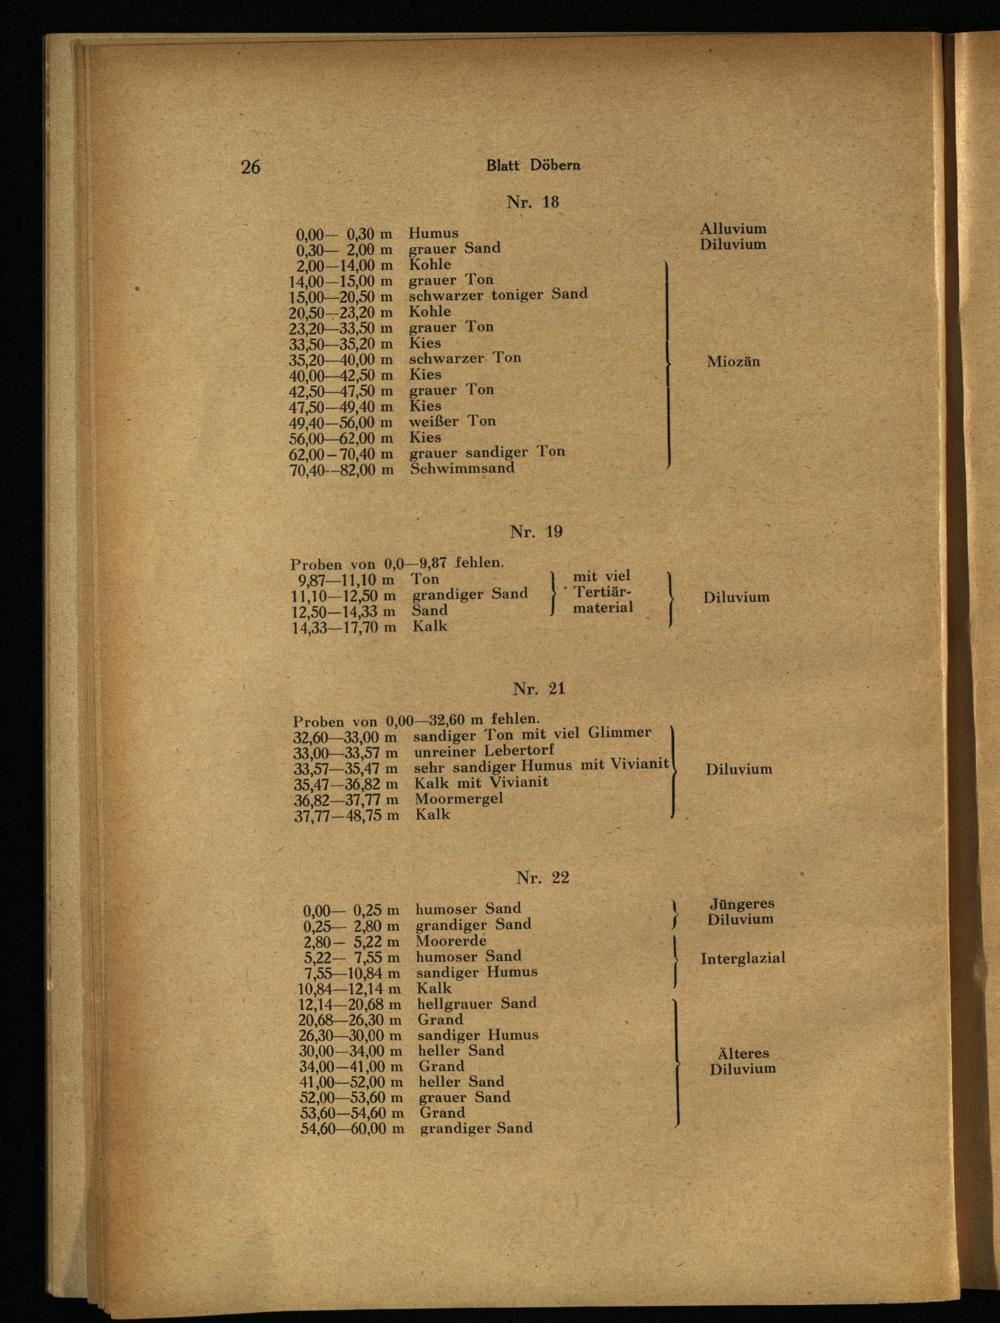 26 Blatt Döbern
Nr. 18
0,00— 0,30 m Humus Alluvium
0,30— 2,00 m grauer Sand Diluvium
2,00—14,00 m Kohle
14,00—15,00 m grauer Ton
15,00—20,50 m schwarzer toniger Sand
20,50—23,20 m Kohle
23,20—33,50 m grauer Ton
33,50—35,20 m Kies
35,20—40,00 m schwarzer Ton Miozän
40,00—42,50 m Kies
42,50—47,50 m grauer Ton
47,50—49,40 m Kies
49,40—56,00 m weißer Ton
56,00—62,00 m Kies
62,00—70,40 m grauer sandiger Ton
70,40—82,00 m Schwimmsand
Nr. 19
Proben von 0,0—9,87 fehlen.
9,87—11,10 m Ton mit viel
11,10—12,50 m grandiger Sand Tertiär- Diluvium
12,50—14,33 m Sand material
14,33—17,70 m Kalk
Nr. 21
Proben von 0,00—32,60 m fehlen.
32,60—33,00 m sandiger Ton mit viel Glimmer
33,00—33,57 m unreiner Lebertorf
33,57—35,47 m sehr sandiger Humus mit Vivianit Diluvium
35,47—36,82 m Kalk mit Vivianit
36,82—37,77 m Moormergel
37,77—48,75 m Kalk
Nr. 22
0,00— 0,25 m humoser Sand Jüngeres
0,25— 2,80 m grandiger Sand Diluvium
2,80— 5,22 m Moorerde
5,22— 7,55 m humoser Sand Interglazial
7,55—10,84 m sandiger Humus
10,84—12,14 m Kalk
12,14—20,68 m hellgrauer Sand
20,68—26,30 m Grand
26,30—30,00 m sandiger Humus
30,00—34,00 m heller Sand Älteres
34,00—41,00 m Grand Diluvium
41,00—52,00 m heller Sand
52,00—53,60 m grauer Sand
53,60—54,60 m Grand
54,60—60,00 m grandiger Sand